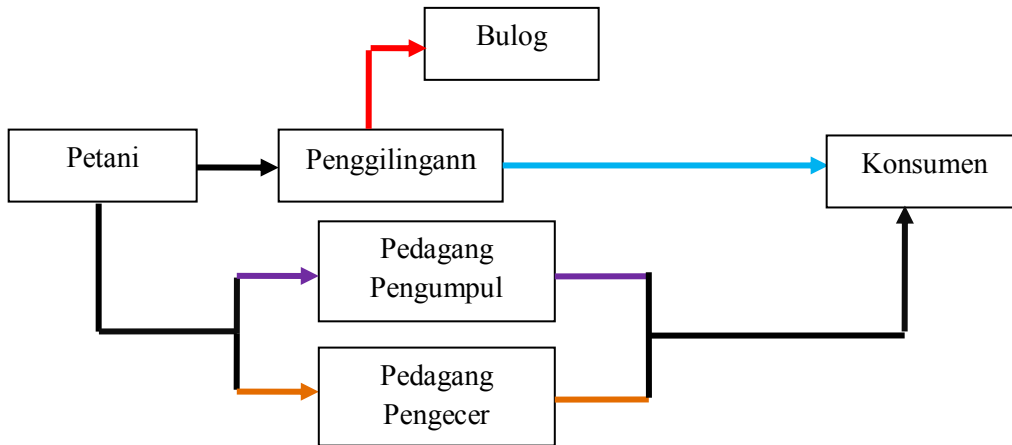 Bulog
Petani
Penggilingann
Konsumen
Pedagang
Pengumpul
Pedagang
Pengecer